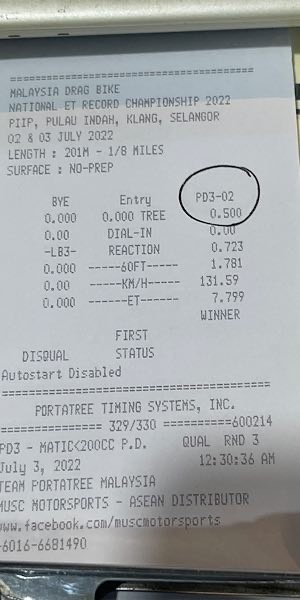 ==========================================
MALAYSIA DRAG BIKE
NATIONAL ET RECORD CHAMPIONSHIP 2022
PIIP, PULAU INDAH, KLANG, SELANGOR
02 & 03 JULY 2022
LENGTH : 201M - 1/8 MILES
SURFACE : NO-PREP
BYE Entry PD3-02
0.000 0.000 TREE 0.500
0.00 DIAL-IN 0.00
-LB3- REACTION 0.723
0.000 -----60FT----- 1.781
0.00 -----KM/H----- 131.59
0.000 ------ET------ 7.799
WINNER
FIRST
DISQUAL STATUS
Autostart Disabled
==========================================
PORTATREE TIMING SYSTEMS, INC.
=============== 329/330 ==========600214
PD3 - MATIC<200CC P.D. QUAL RND 3
July 3, 2022 12:30:36 AM
TEAM PORTATREE MALAYSIA
MUSC MOTORSPORTS - ASEAN DISTRIBUTOR
www.facebook.com/muscmotorsports
-6016-6681490